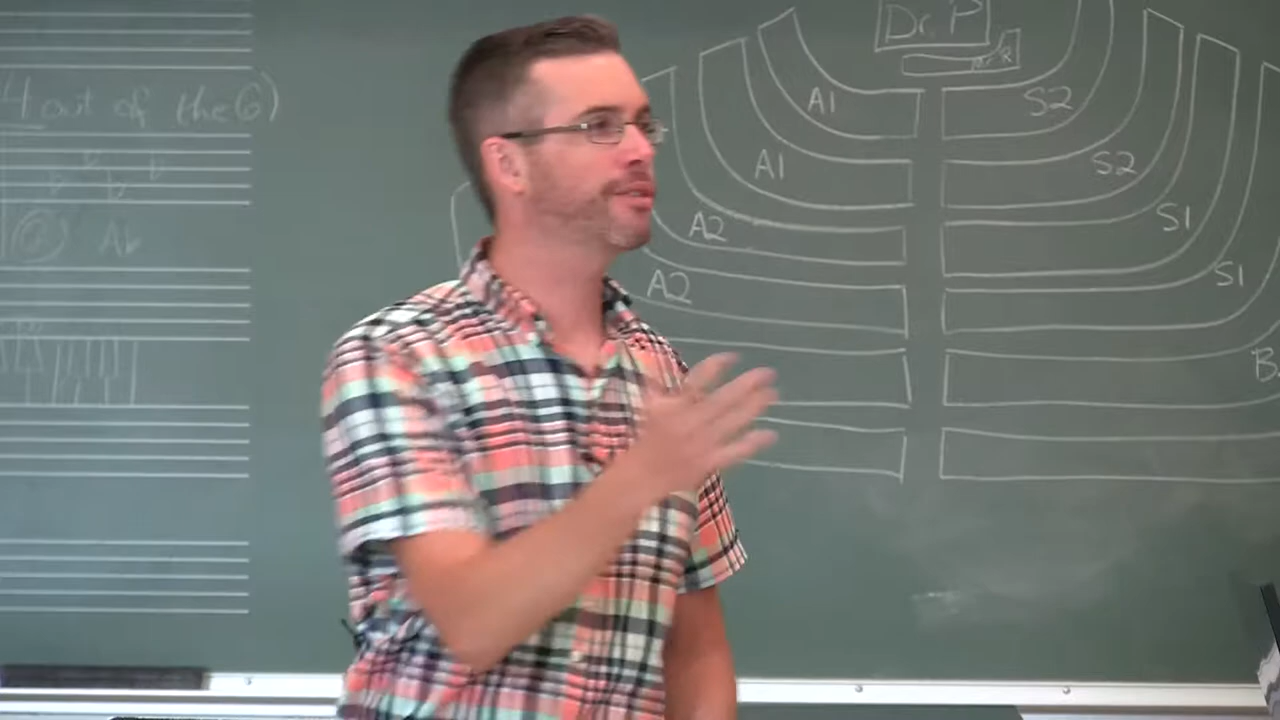 4 out of the 6)
Ab
Dr. P
A1 S2
A1 S2
A2 S1
A2 S1
B